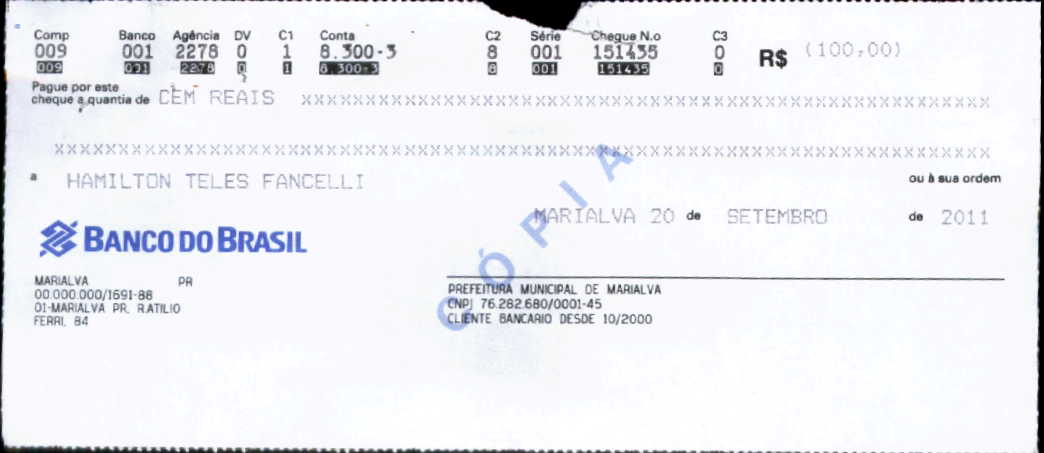 Comp Banco Agência DV C1 Conta C2 Série Cheque N.o C3
009 001 2278 0 1 8.300-3 8 001 151435 0 R$ (100,00)
009 001 2278 0 1 8.300-3 8 001 151435 0
Pague por este
cheque a quantia de CEM REAIS XXXXXXXXXXXXXXXXXXXXXXXXXXXXXXXXXXXXXXXXXXXXXXXXXXXXXXX
XXXXXXXXXXXXXXXXXXXXXXXXXXXXXXXXXXXXXXXXXXXXXXXXXXXXXXXXXXXXXXXXXXXXXXXXX
a HAMILTON TELES FANCELLI ou à sua ordem
MARIALVA 20 de SETEMBRO de 2011
BANCO DO BRASIL
CÓPIA
MARIALVA PR
00.000.000/1691-88
01-MARIALVA PR. R.ATILIO
FERRI, 84
PREFEITURA MUNICIPAL DE MARIALVA
CNPJ 76.282.680/0001-45
CLIENTE BANCARIO DESDE 10/2000